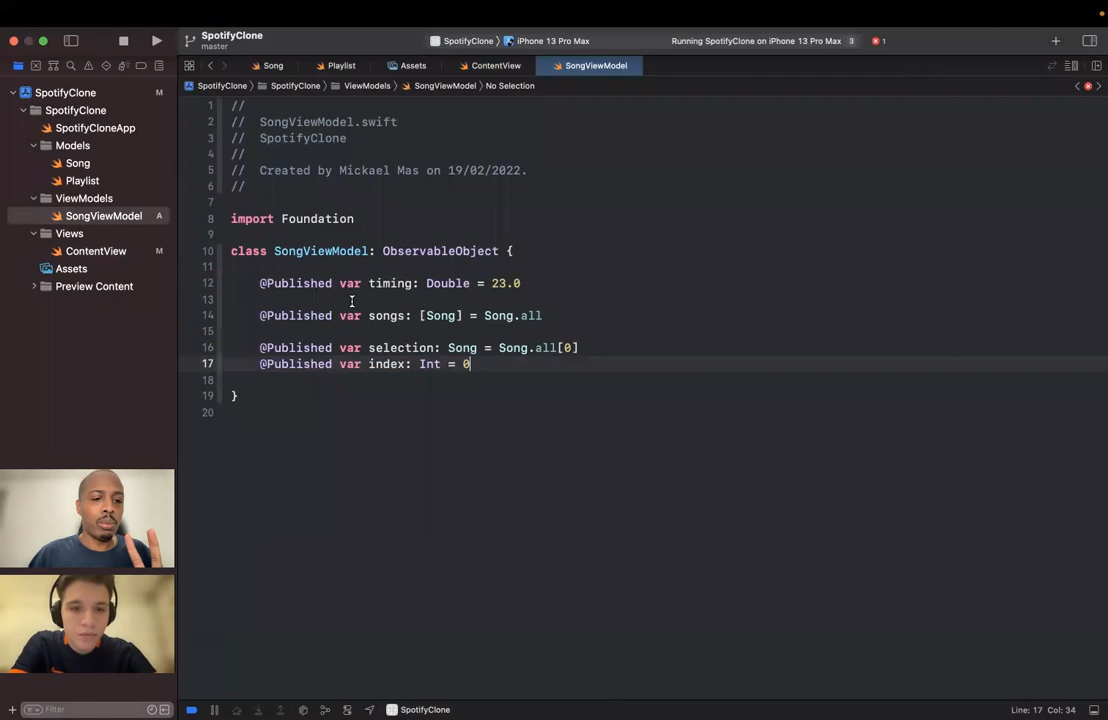 SpotifyClone
master
SpotifyClone
iPhone 13 Pro Max
Running SpotifyClone on iPhone 13 Pro Max
3
1
Song
Playlist
Assets
ContentView
SongViewModel
SpotifyClone
SpotifyClone
ViewModels
SongViewModel
No Selection
SpotifyClone
M
SpotifyClone
SpotifyCloneApp
Models
Song
Playlist
ViewModels
SongViewModel
A
Views
ContentView
M
Assets
Preview Content
1 //
2 // SongViewModel.swift
3 // SpotifyClone
4 //
5 // Created by Mickael Mas on 19/02/2022.
6 //
7
8 import Foundation
9
10 class SongViewModel: ObservableObject {
11
12 @Published var timing: Double = 23.0
13
14 @Published var songs: [Song] = Song.all
15
16 @Published var selection: Song = Song.all[0]
17 @Published var index: Int = 0
18
19 }
20
Filter
SpotifyClone
Line: 17 Col: 34